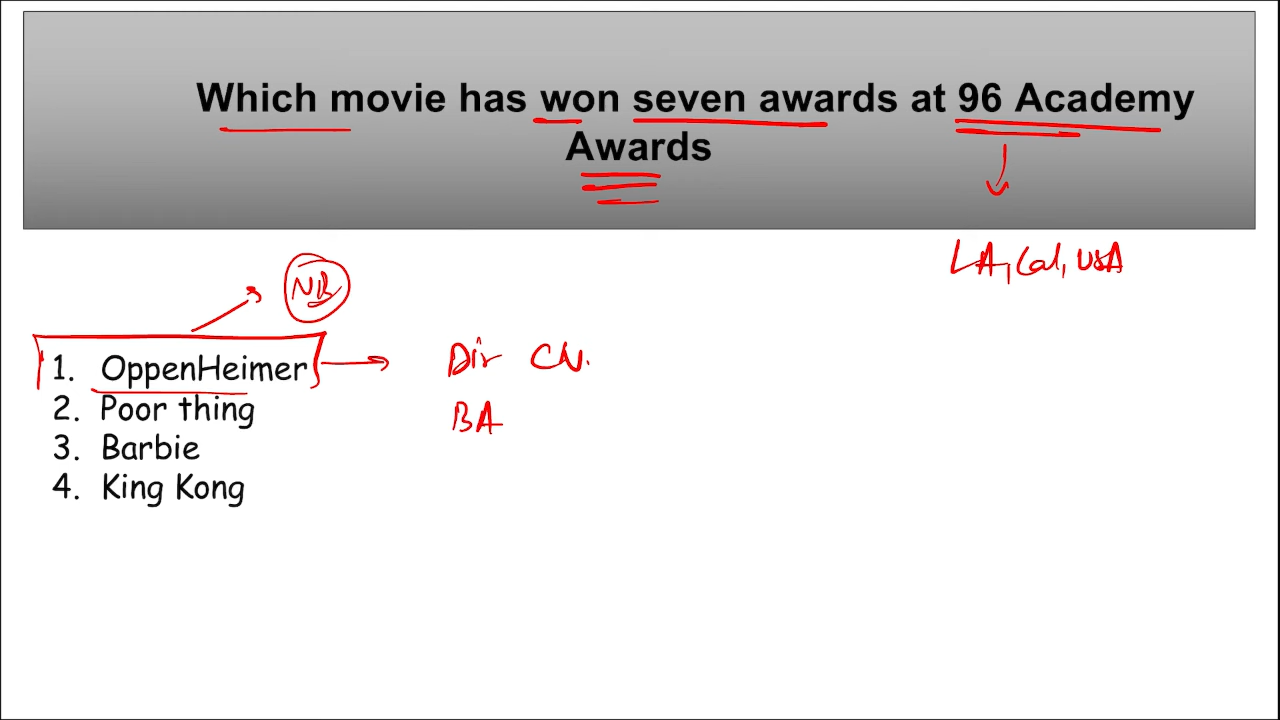 Which movie has won seven awards at 96 Academy
Awards
LA, Cal, USA
NB
1. OppenHeimer
Dir CN.
2. Poor thing
BA
3. Barbie
4. King Kong